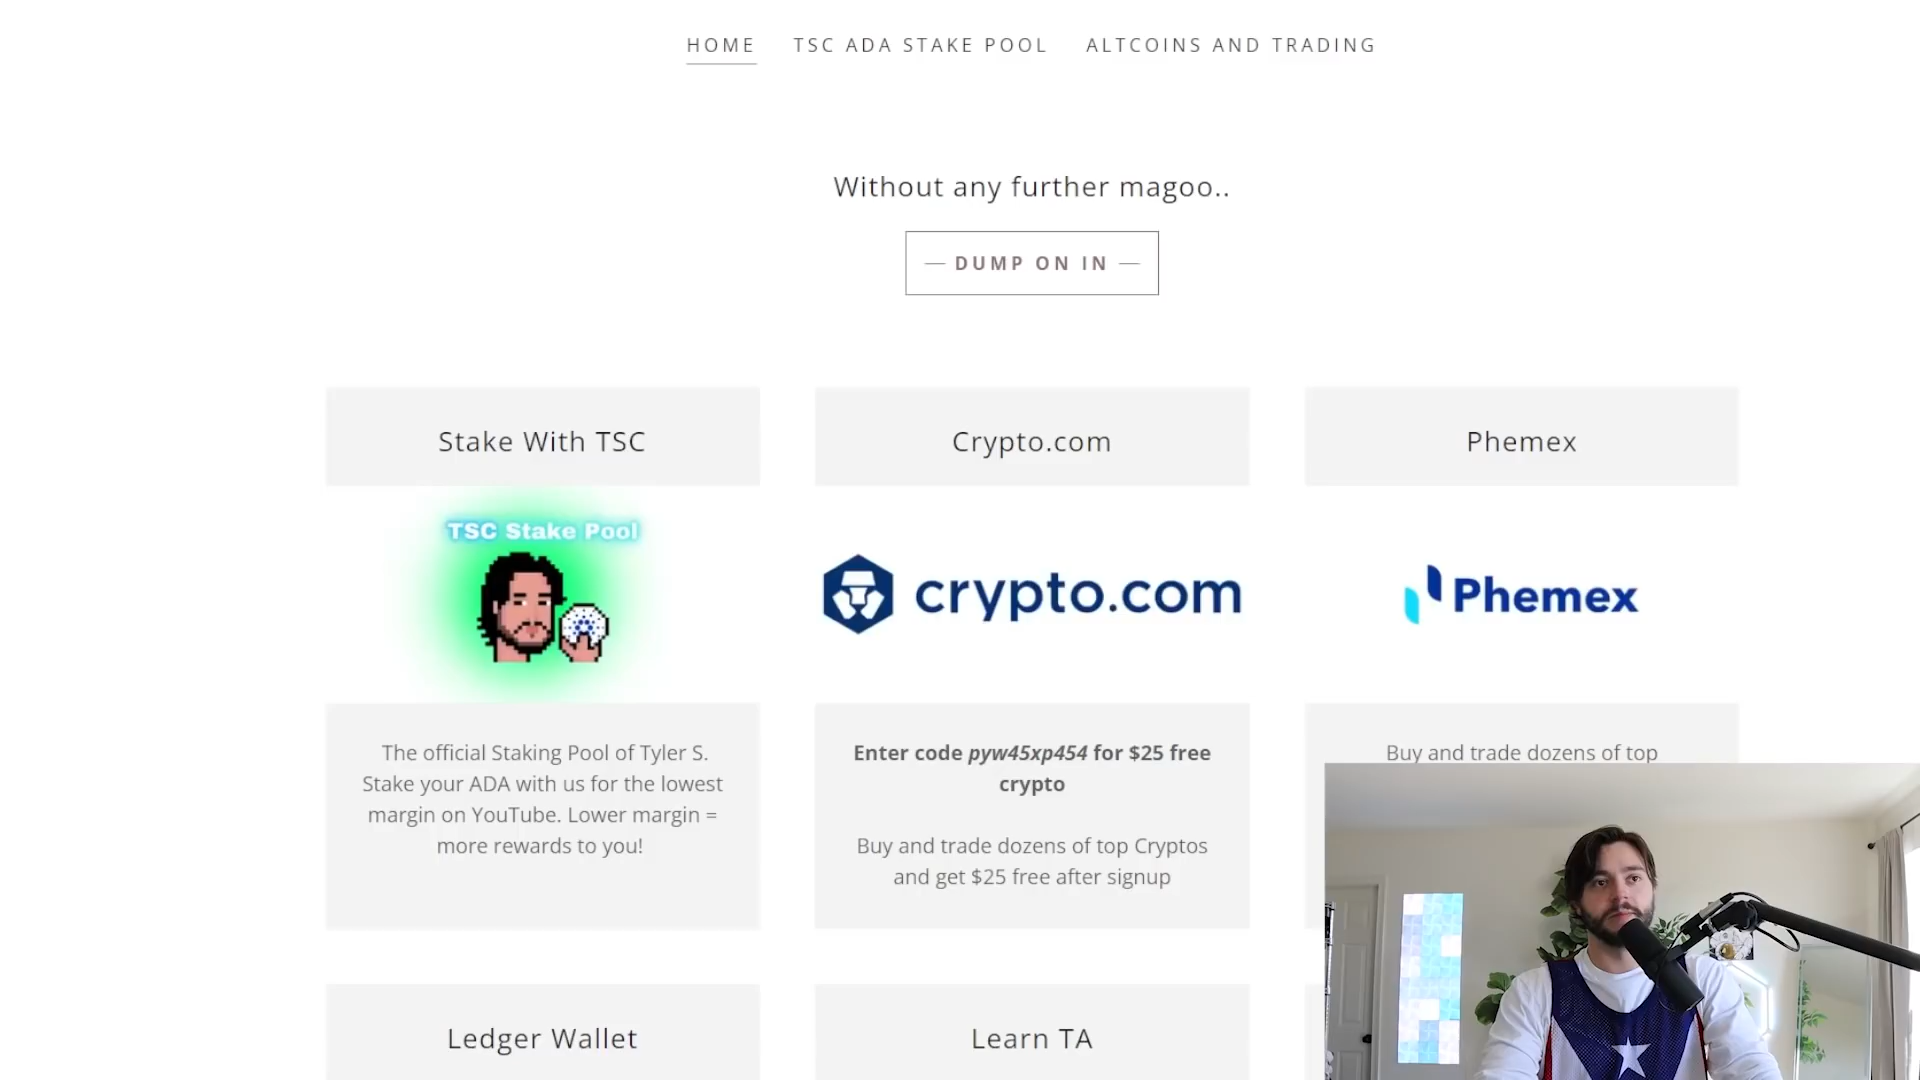 HOME TSC ADA STAKE POOL ALTCOINS AND TRADING
Without any further magoo..
— DUMP ON IN —
Stake With TSC
Crypto.com
Phemex
TSC Stake Pool
crypto.com
Phemex
The official Staking Pool of Tyler S.
Stake your ADA with us for the lowest
margin on YouTube. Lower margin =
more rewards to you!
Enter code pyw45xp454 for $25 free
crypto
Buy and trade dozens of top Cryptos
and get $25 free after signup
Buy and trade dozens of top
Ledger Wallet
Learn TA